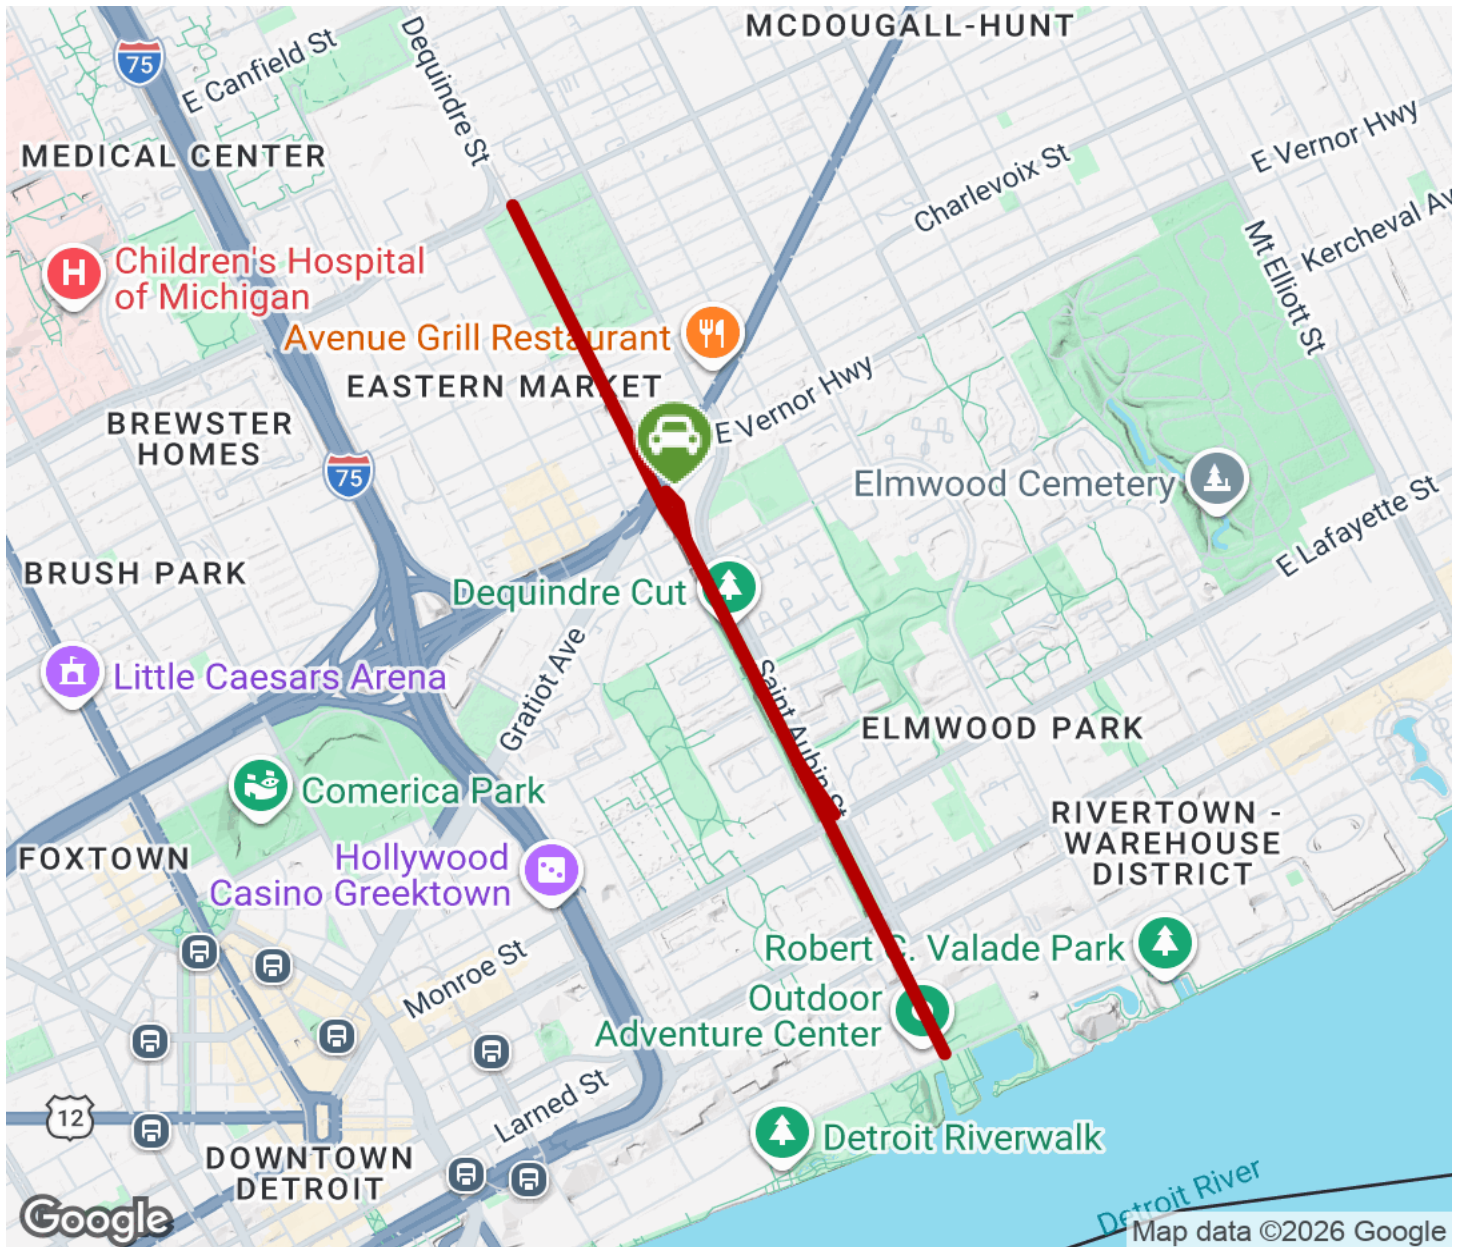 MCDOUGALL-HUNT
75
E Canfield St
Dequindre St
E Vernor Hwy
MEDICAL CENTER
Charlevoix St
Kercheval Av
Mt Elliott St
H
Children's Hospital
of Michigan
Avenue Grill Restaurant
EASTERN MARKET
E Vernor Hwy
BREWSTER
HOMES
75
Elmwood Cemetery
E Lafayette St
BRUSH PARK
Dequindre Cut
Little Caesars Arena
Gratiot Ave
Saint Aubin St
ELMWOOD PARK
Comerica Park
RIVERTOWN -
WAREHOUSE
DISTRICT
FOXTOWN
Hollywood
Casino Greektown
Monroe St
Robert C. Valade Park
Outdoor
Adventure Center
Larned St
12
Detroit Riverwalk
DOWNTOWN
DETROIT
Detroit River
Google
Map data ©2026 Google